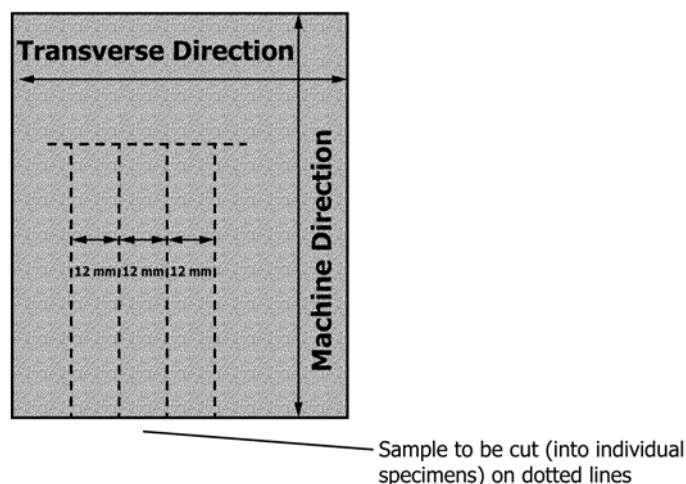 Transverse Direction
Machine Direction
12 mm 12 mm 12 mm
Sample to be cut (into individual
specimens) on dotted lines